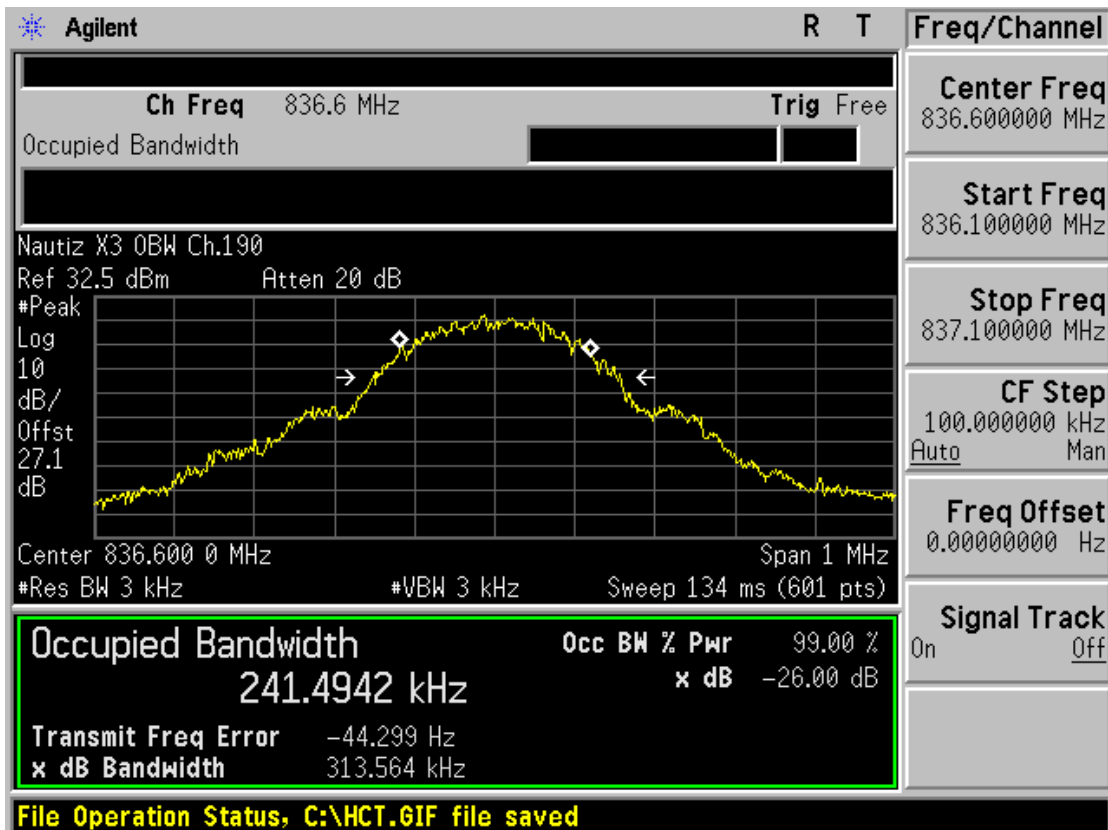 Agilent R T Freq/Channel
Ch Freq 836.6 MHz Trig Free
Occupied Bandwidth
Center Freq
836.600000 MHz
Start Freq
836.100000 MHz
Stop Freq
837.100000 MHz
CF Step
100.000000 kHz
Auto Man
Freq Offset
0.00000000 Hz
Signal Track
On Off
Nautiz X3 OBW Ch.190
Ref 32.5 dBm Atten 20 dB
#Peak
Log
10
dB/
Offst
27.1
dB
Center 836.600 0 MHz Span 1 MHz
#Res BW 3 kHz #VBW 3 kHz Sweep 134 ms (601 pts)
Occupied Bandwidth Occ BW % Pwr 99.00 %
241.4942 kHz x dB -26.00 dB
Transmit Freq Error -44.299 Hz
x dB Bandwidth 313.564 kHz
File Operation Status, C:\HCT.GIF file saved